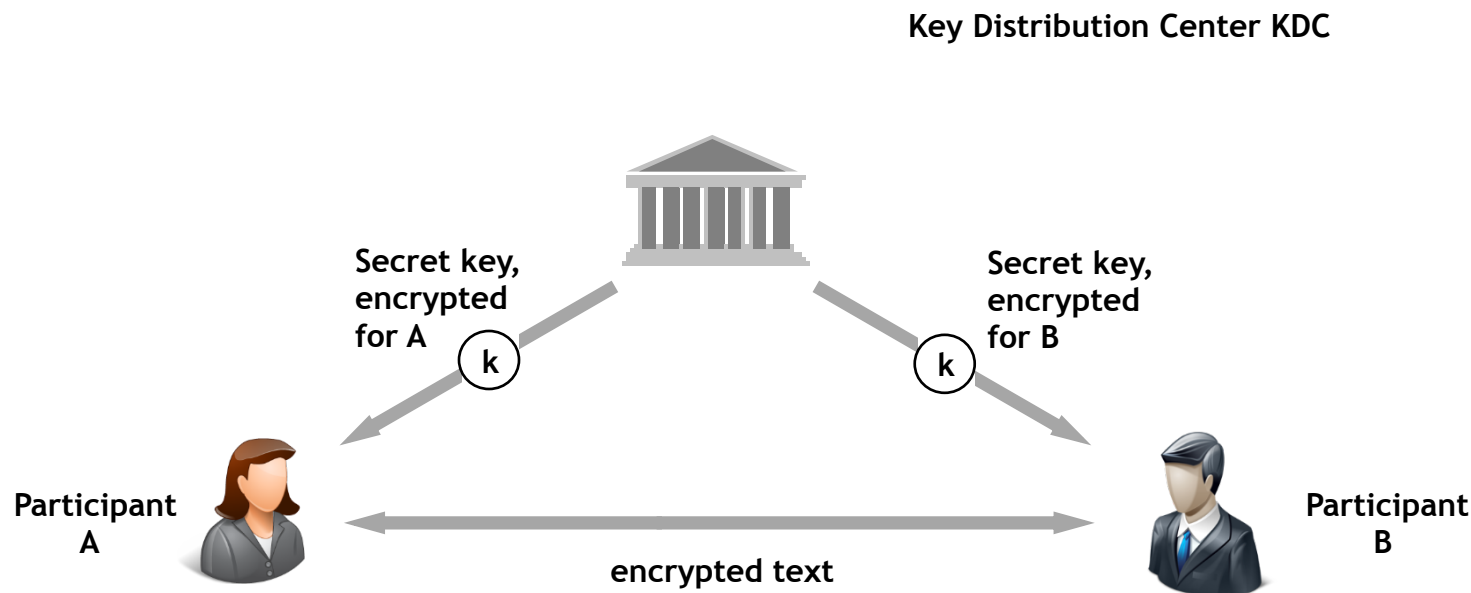 Key Distribution Center KDC
Secret key,
encrypted
for A
k
Secret key,
encrypted
for B
k
Participant
A
encrypted text
Participant
B